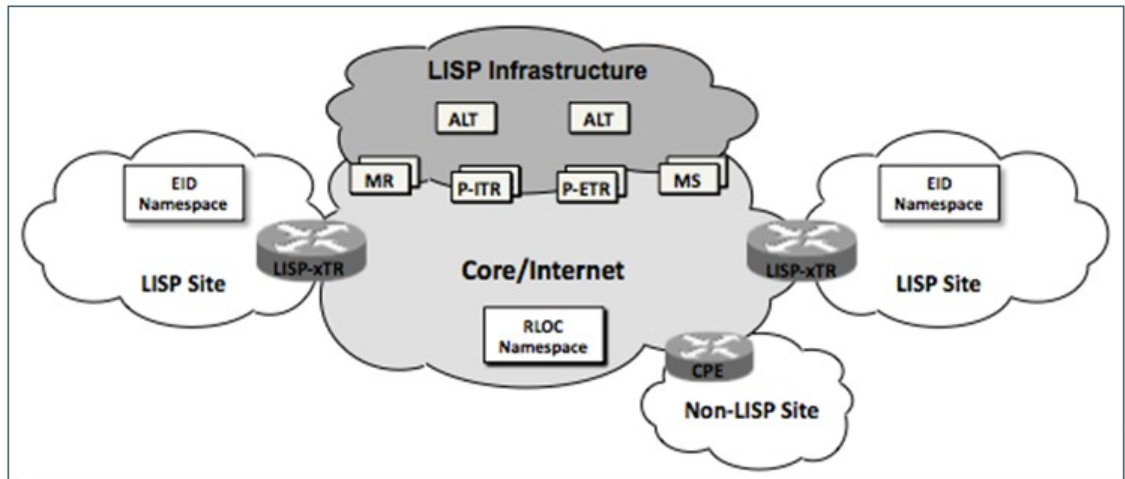 LISP Infrastructure
ALT
ALT
MR
P-ITR
P-ETR
MS
EID
Namespace
LISP-xTR
LISP Site
Core/Internet
RLOC
Namespace
EID
Namespace
LISP-xTR
LISP Site
CPE
Non-LISP Site